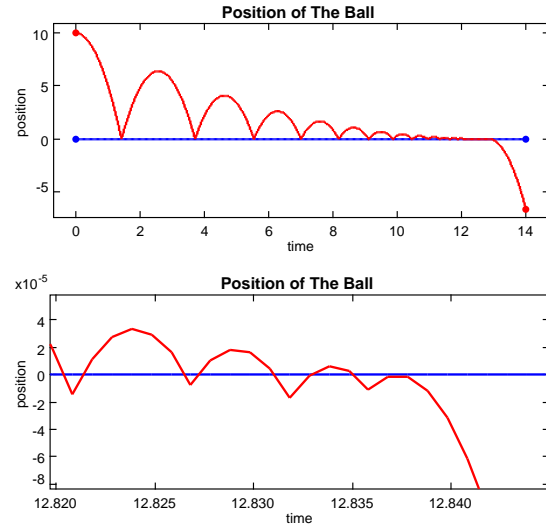 Position of The Ball
10
5
0
-5
position
0 2 4 6 8 10 12 14
time
Position of The Ball
x10-5
4
2
0
-2
-4
-6
-8
position
12.820 12.825 12.830 12.835 12.840
time